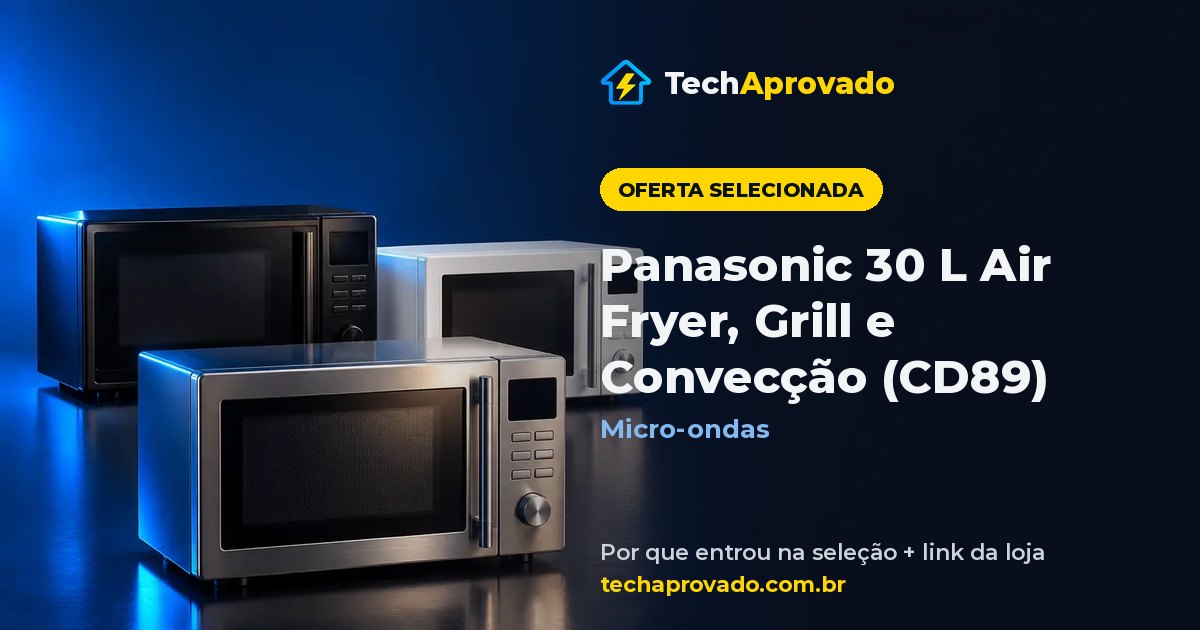 TechAprovado
OFERTA SELECIONADA
Panasonic 30 L Air
Fryer, Grill e
Convecção (CD89)
Micro-ondas
Por que entrou na seleção + link da loja
techaprovado.com.br